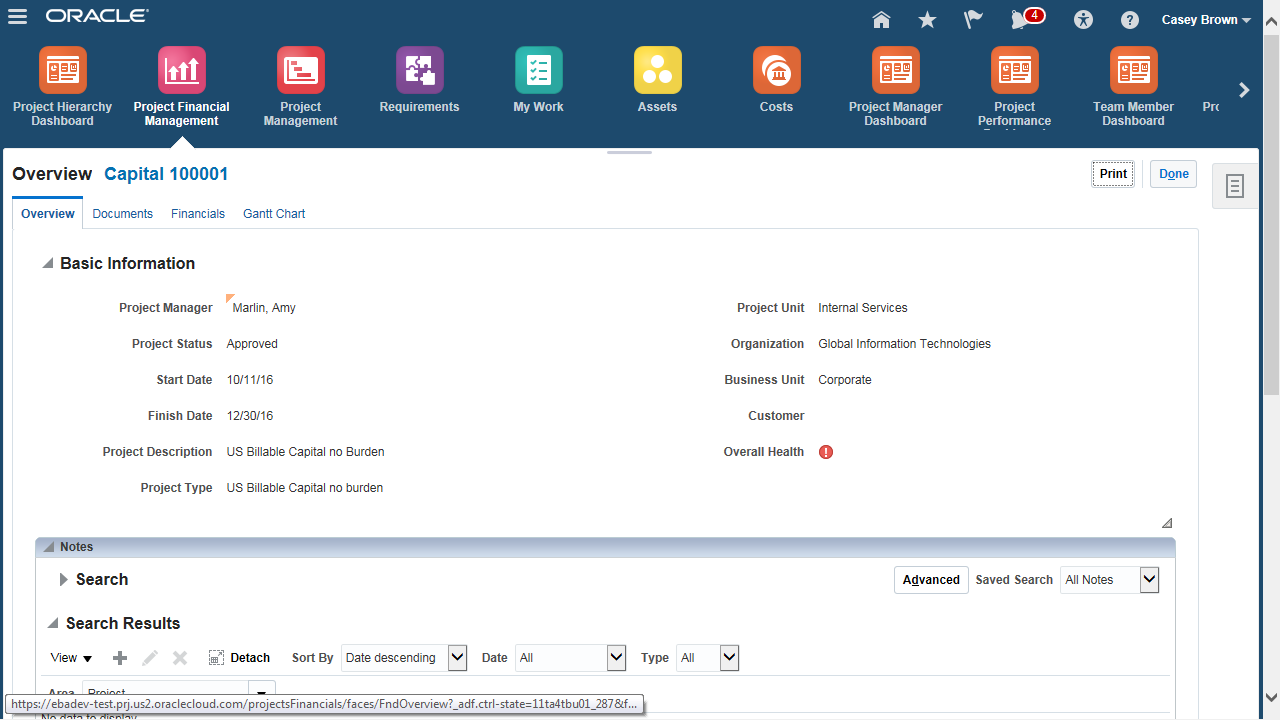 ORACLE
4
Casey Brown
Project Hierarchy Dashboard
Project Financial Management
Project Management
Requirements
My Work
Assets
Costs
Project Manager Dashboard
Project Performance
Team Member Dashboard
Overview Capital 100001
Print
Done
Overview
Documents
Financials
Gantt Chart
Basic Information
Project Manager Marlin, Amy
Project Status Approved
Start Date 10/11/16
Finish Date 12/30/16
Project Description US Billable Capital no Burden
Project Type US Billable Capital no burden
Project Unit Internal Services
Organization Global Information Technologies
Business Unit Corporate
Customer
Overall Health
Notes
Search
Advanced
Saved Search All Notes
Search Results
View
Detach
Sort By Date descending
Date All
Type All
Area Project
https://ebadev-test.prj.us2.oraclecloud.com/projectsFinancials/faces/FndOverview?_adf.ctrl-state=11ta4tbu01_287&f...
No data to display